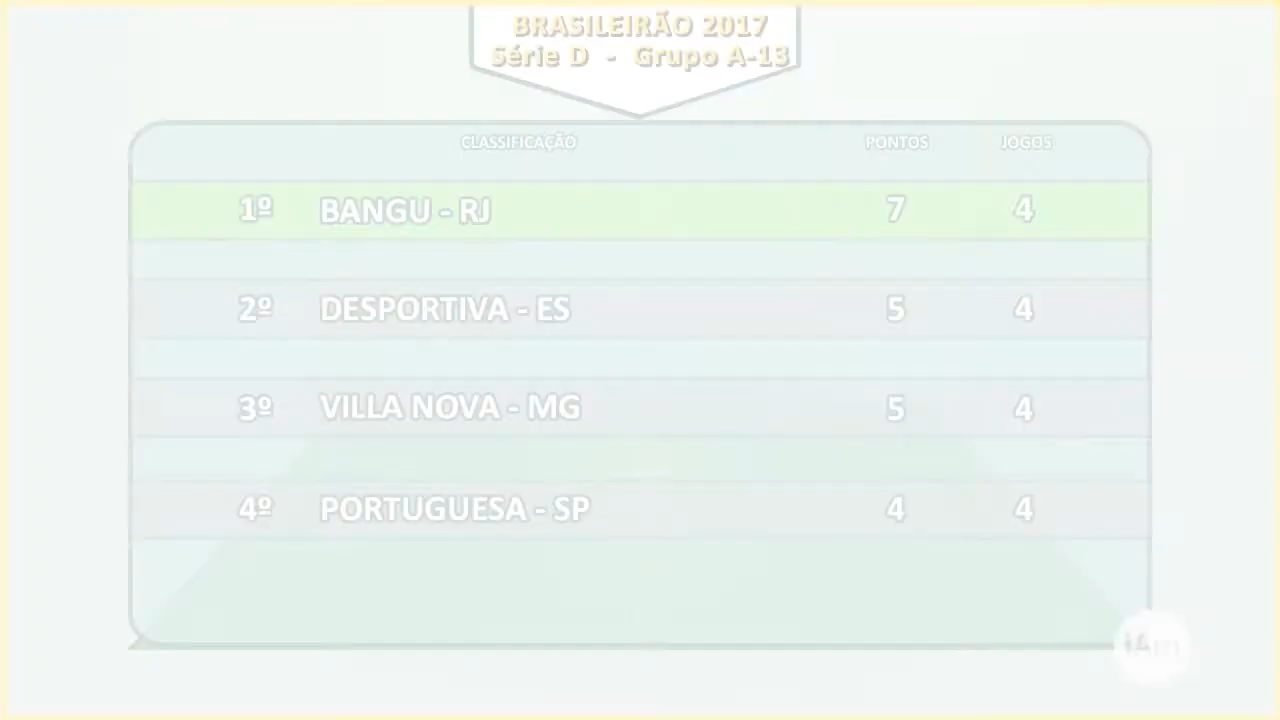 BRASILEIRÃO 2017
Série D - Grupo A-13
CLASSIFICAÇÃO PONTOS JOGOS
1º BANGU - RJ 7 4
2º DESPORTIVA - ES 5 4
3º VILLA NOVA - MG 5 4
4º PORTUGUESA - SP 4 4